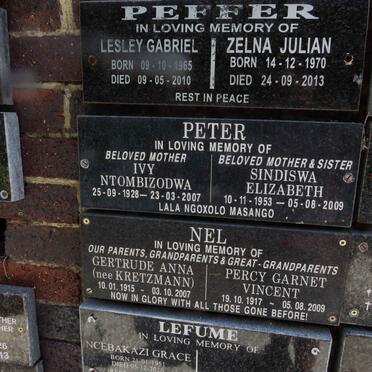 PEFFER
IN LOVING MEMORY OF
LESLEY GABRIEL ZELNA JULIAN
BORN 09-10-1965 BORN 14-12-1970
DIED 09-05-2010 DIED 24-09-2013
REST IN PEACE
PETER
IN LOVING MEMORY OF
BELOVED MOTHER BELOVED MOTHER & SISTER
IVY SINDISWA
NTOMBIZODWA ELIZABETH
25-09-1928 — 23-03-2007 10-11-1953 — 05-08-2009
LALA NGOXOLO MASANGO
NEL
IN LOVING MEMORY OF
OUR PARENTS, GRANDPARENTS & GREAT-GRANDPARENTS
GERTRUDE ANNA PERCY GARNET
(nee KRETZMANN) VINCENT
10.01.1915 - 03.10.2007 19.10.1917 - 05.08.2009
NOW IN GLORY WITH ALL THOSE GONE BEFORE!
LEFUME
IN LOVING MEMORY OF
NCEBAKAZI GRACE
BORN
DIED